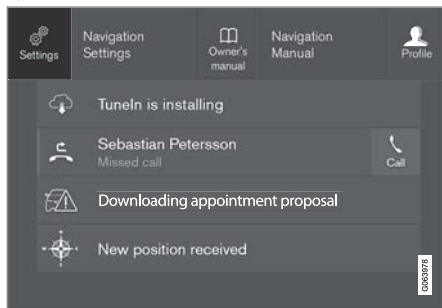 Settings
Navigation
Settings
Owner's
manual
Navigation
Manual
Profile
TuneIn is installing
Sebastian Petersson
Missed call
Call
Downloading appointment proposal
New position received
G063978